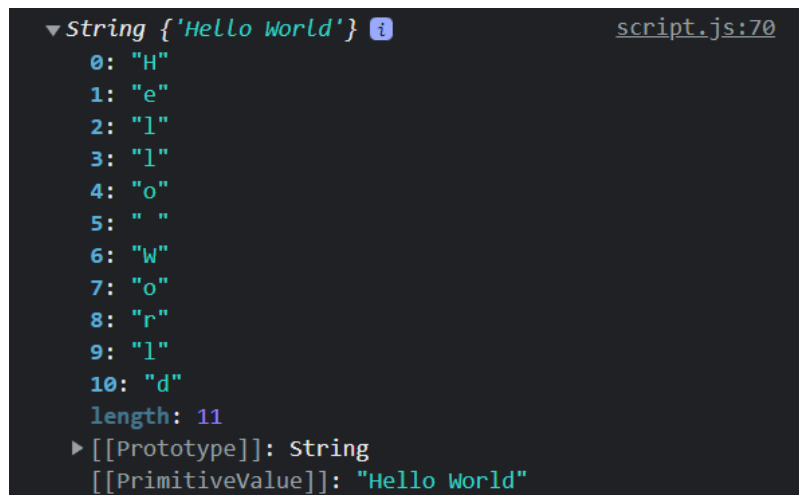 ▼String {'Hello World'} i script.js:70
0: "H"
1: "e"
2: "l"
3: "l"
4: "o"
5: " "
6: "W"
7: "o"
8: "r"
9: "l"
10: "d"
length: 11
▶[[Prototype]]: String
[[PrimitiveValue]]: "Hello World"